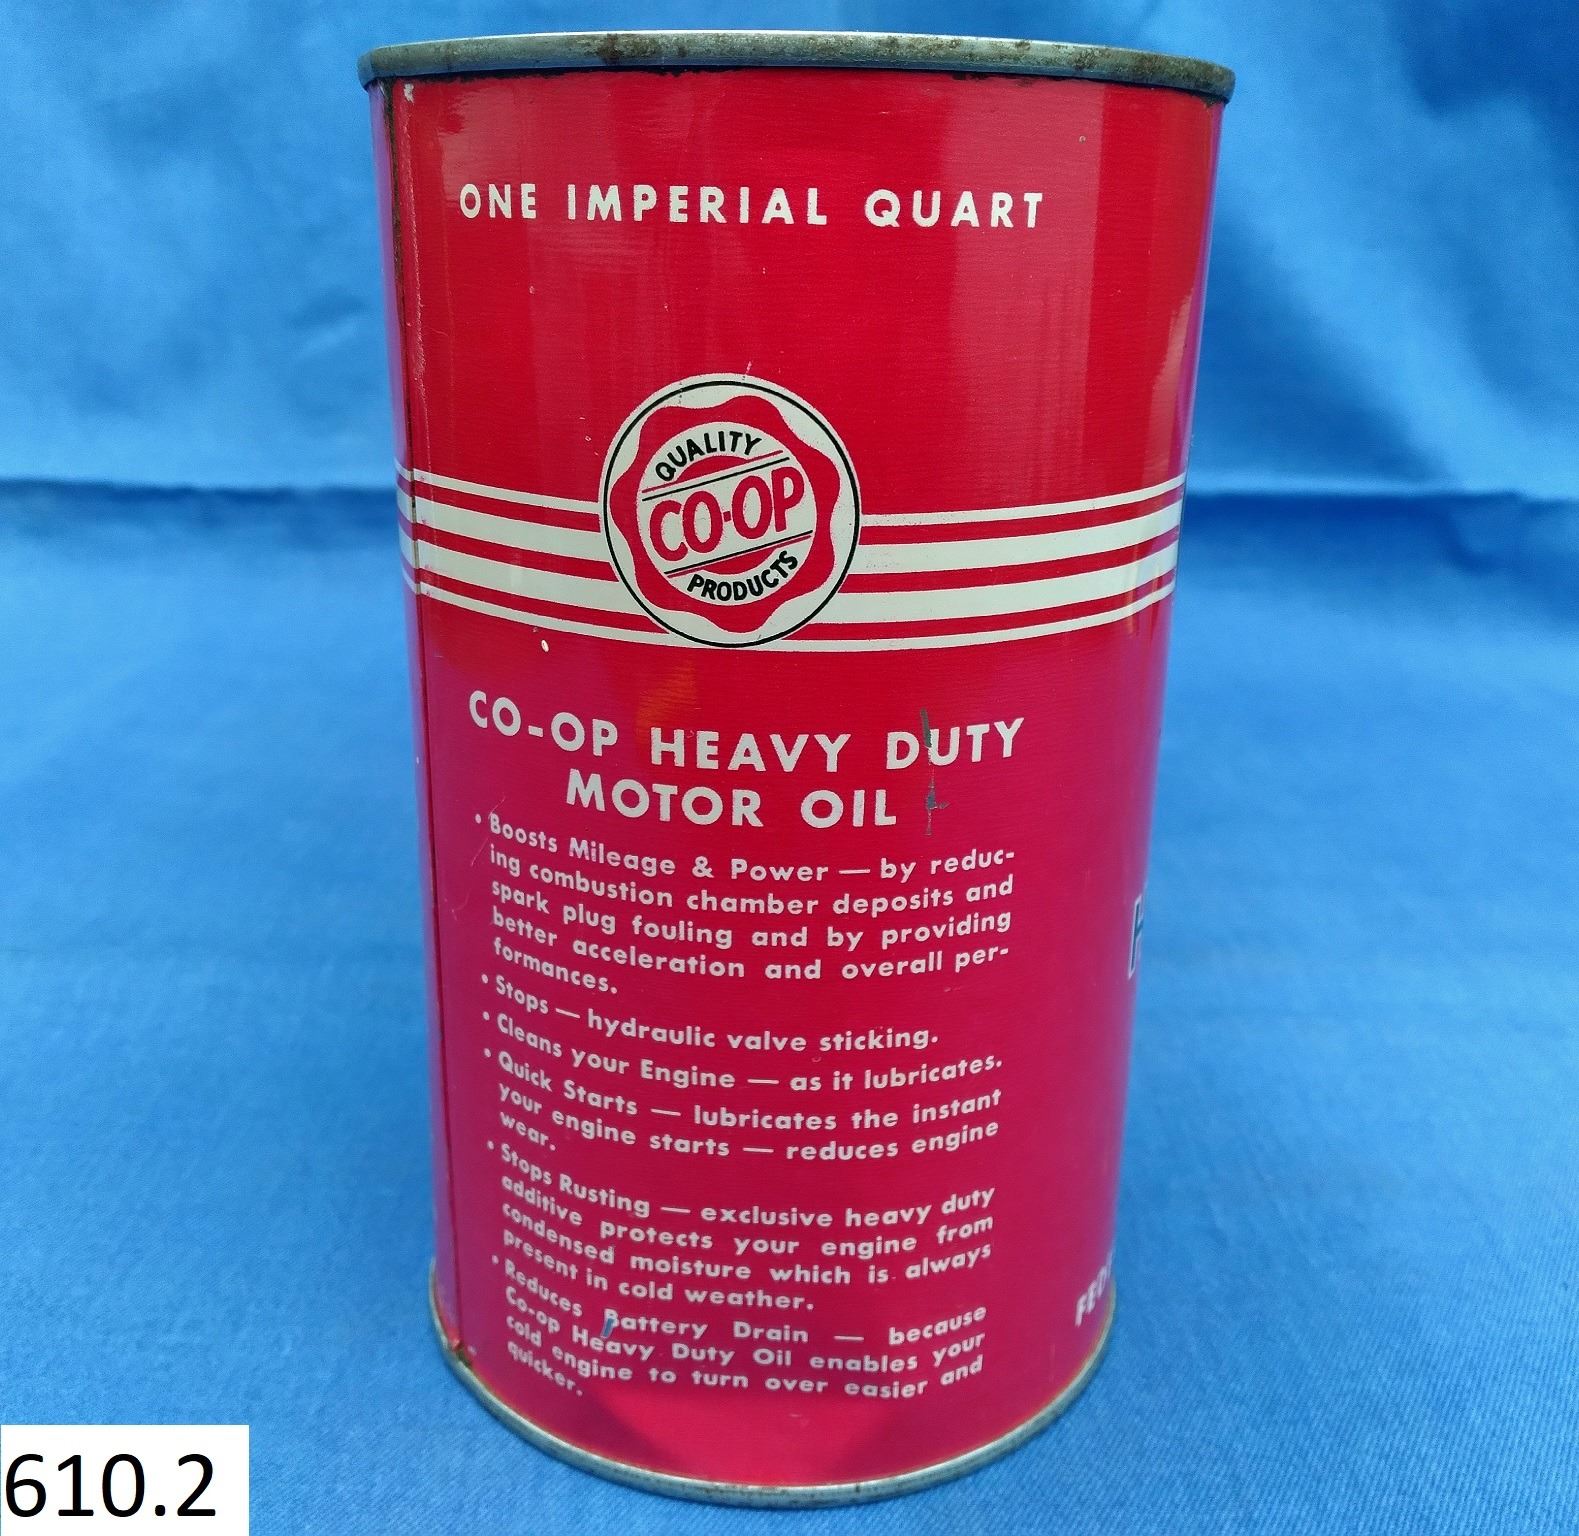 ONE IMPERIAL QUART
QUALITY
CO-OP
PRODUCTS
CO-OP HEAVY DUTY
MOTOR OIL
• Boosts Mileage & Power — by reduc-
ing combustion chamber deposits and
spark plug fouling and by providing
better acceleration and overall per-
formances.
• Stops — hydraulic valve sticking.
• Cleans your Engine — as it lubricates.
• Quick Starts — lubricates the instant
your engine starts — reduces engine
wear.
• Stops Rusting — exclusive heavy duty
additive protects your engine from
condensed moisture which is always
present in cold weather.
• Reduces Battery Drain — because
Co-op Heavy Duty Oil enables your
cold engine to turn over easier and
quicker.
H
FED
610.2